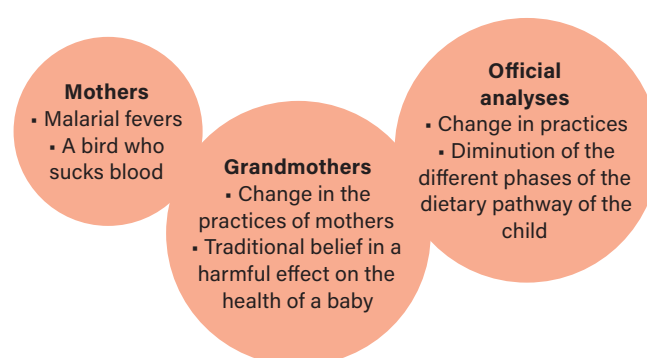 Mothers
▪ Malarial fevers
▪ A bird who
sucks blood
Grandmothers
▪ Change in the
practices of mothers
▪ Traditional belief in a
harmful effect on the
health of a baby
Official
analyses
▪ Change in practices
▪ Diminution of the
different phases of the
dietary pathway of the
child